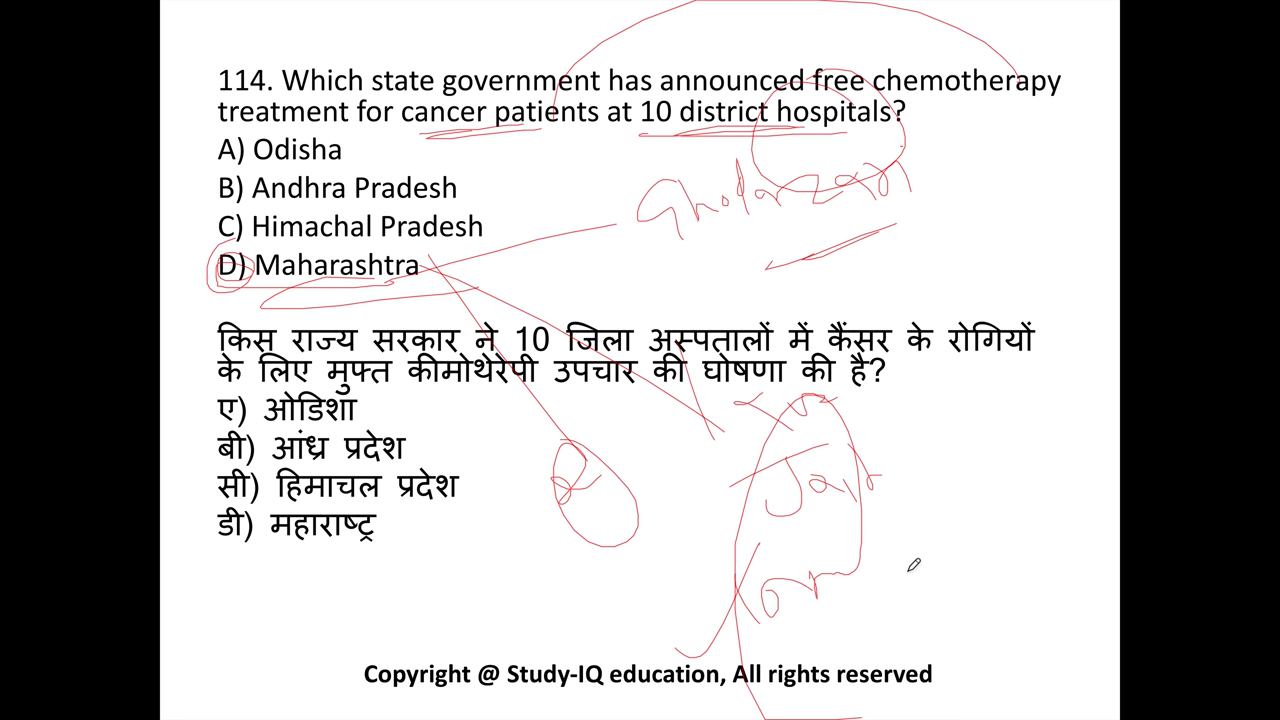 114. Which state government has announced free chemotherapy
treatment for cancer patients at 10 district hospitals?
A) Odisha
B) Andhra Pradesh
C) Himachal Pradesh
D) Maharashtra
किस राज्य सरकार ने 10 जिला अस्पतालों में कैंसर के रोगियों
के लिए मुफ्त कीमोथेरेपी उपचार की घोषणा की है?
ए) ओडिशा
बी) आंध्र प्रदेश
सी) हिमाचल प्रदेश
डी) महाराष्ट्र
Copyright @ Study-IQ education, All rights reserved